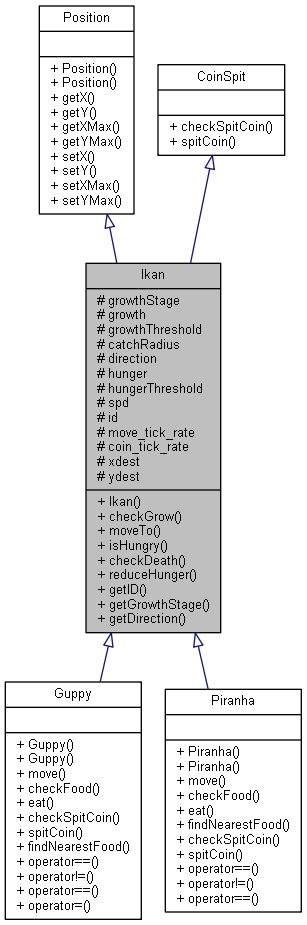 Position
+ Position()
+ Position()
+ getX()
+ getY()
+ getXMax()
+ getYMax()
+ setX()
+ setY()
+ setXMax()
+ setYMax()
CoinSpit
+ checkSpitCoin()
+ spitCoin()
Ikan
# growthStage
# growth
# growthThreshold
# catchRadius
# direction
# hunger
# hungerThreshold
# spd
# id
# move_tick_rate
# coin_tick_rate
# xdest
# ydest
+ Ikan()
+ checkGrow()
+ moveTo()
+ isHungry()
+ checkDeath()
+ reduceHunger()
+ getID()
+ getGrowthStage()
+ getDirection()
Guppy
+ Guppy()
+ Guppy()
+ move()
+ checkFood()
+ eat()
+ checkSpitCoin()
+ spitCoin()
+ findNearestFood()
+ operator==()
+ operator!=()
+ operator==()
+ operator=()
Piranha
+ Piranha()
+ Piranha()
+ move()
+ checkFood()
+ eat()
+ findNearestFood()
+ checkSpitCoin()
+ spitCoin()
+ operator==()
+ operator!=()
+ operator==()